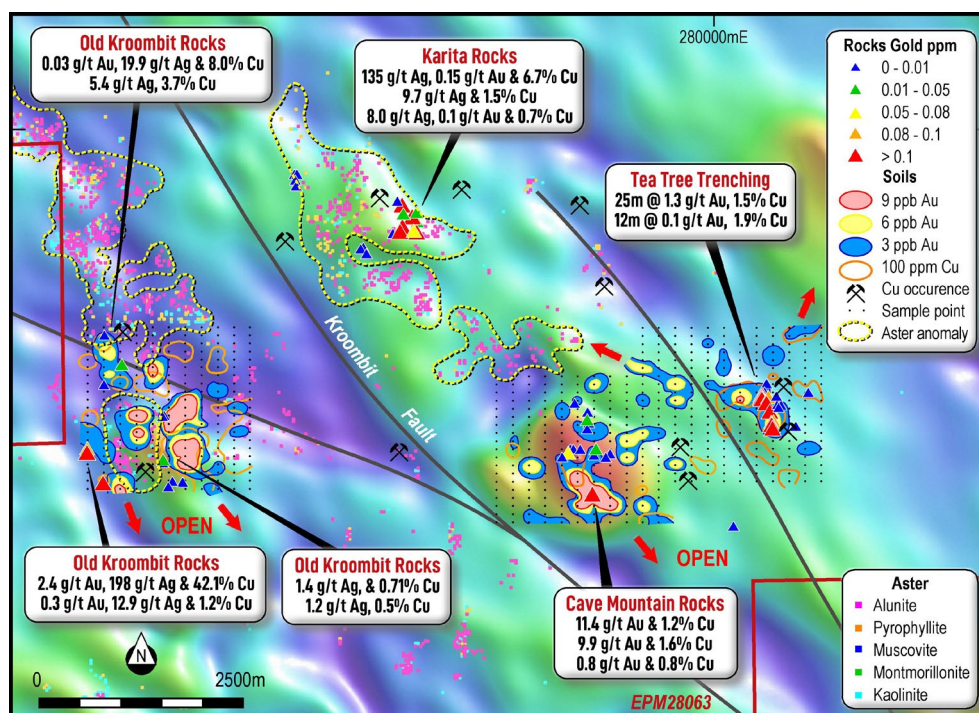 280000mE
Old Kroombit Rocks
0.03 g/t Au, 19.9 g/t Ag & 8.0% Cu
5.4 g/t Ag, 3.7% Cu
Karita Rocks
135 g/t Ag, 0.15 g/t Au & 6.7% Cu
9.7 g/t Ag & 1.5% Cu
8.0 g/t Ag, 0.1 g/t Au & 0.7% Cu
Rocks Gold ppm
0 - 0.01
0.01 - 0.05
0.05 - 0.08
0.08 - 0.1
> 0.1
Soils
9 ppb Au
6 ppb Au
3 ppb Au
100 ppm Cu
Cu occurence
Sample point
Aster anomaly
Tea Tree Trenching
25m @ 1.3 g/t Au, 1.5% Cu
12m @ 0.1 g/t Au, 1.9% Cu
Kroombit
Fault
OPEN
OPEN
Old Kroombit Rocks
2.4 g/t Au, 198 g/t Ag & 42.1% Cu
0.3 g/t Au, 12.9 g/t Ag & 1.2% Cu
Old Kroombit Rocks
1.4 g/t Ag, & 0.71% Cu
1.2 g/t Ag, 0.5% Cu
Cave Mountain Rocks
11.4 g/t Au & 1.2% Cu
9.9 g/t Au & 1.6% Cu
0.8 g/t Au & 0.8% Cu
Aster
Alunite
Pyrophyllite
Muscovite
Montmorillonite
Kaolinite
N
0 2500m
EPM28063